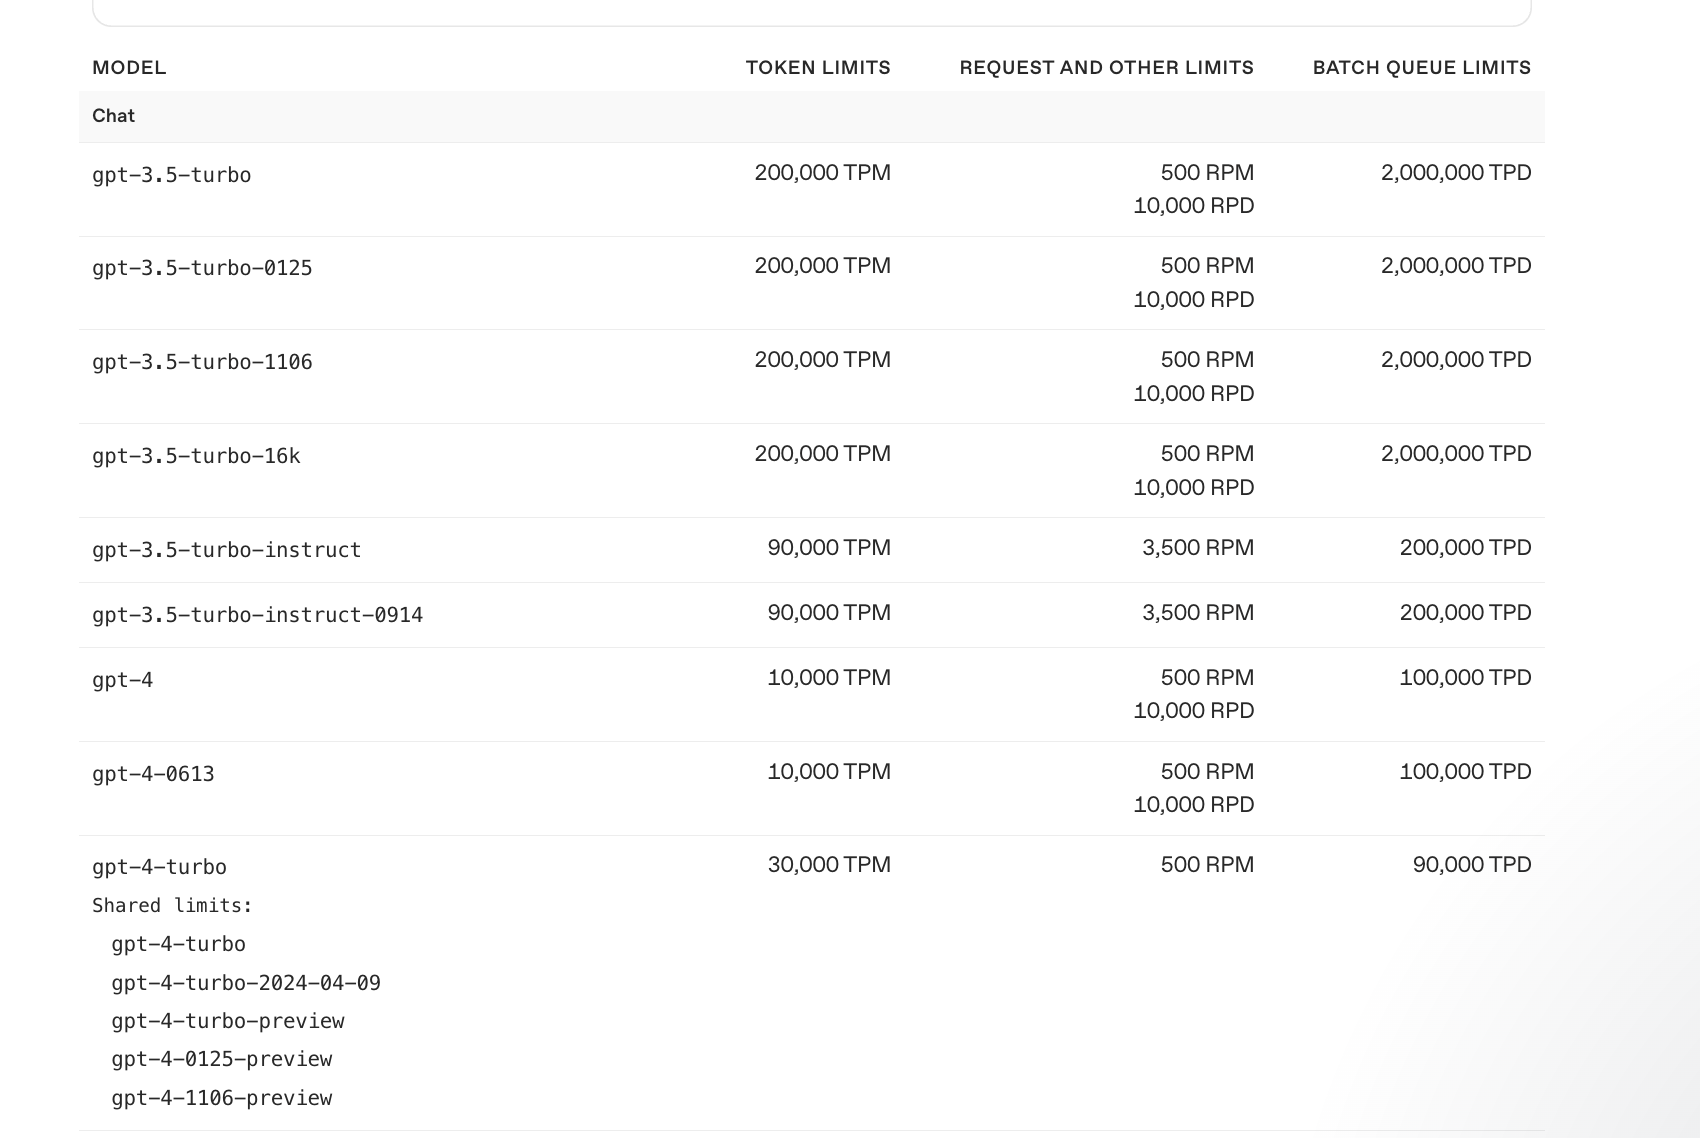 MODEL TOKEN LIMITS REQUEST AND OTHER LIMITS BATCH QUEUE LIMITS
Chat
gpt-3.5-turbo 200,000 TPM 500 RPM 2,000,000 TPD
10,000 RPD
gpt-3.5-turbo-0125 200,000 TPM 500 RPM 2,000,000 TPD
10,000 RPD
gpt-3.5-turbo-1106 200,000 TPM 500 RPM 2,000,000 TPD
10,000 RPD
gpt-3.5-turbo-16k 200,000 TPM 500 RPM 2,000,000 TPD
10,000 RPD
gpt-3.5-turbo-instruct 90,000 TPM 3,500 RPM 200,000 TPD
gpt-3.5-turbo-instruct-0914 90,000 TPM 3,500 RPM 200,000 TPD
gpt-4 10,000 TPM 500 RPM 100,000 TPD
10,000 RPD
gpt-4-0613 10,000 TPM 500 RPM 100,000 TPD
10,000 RPD
gpt-4-turbo 30,000 TPM 500 RPM 90,000 TPD
Shared limits:
gpt-4-turbo
gpt-4-turbo-2024-04-09
gpt-4-turbo-preview
gpt-4-0125-preview
gpt-4-1106-preview